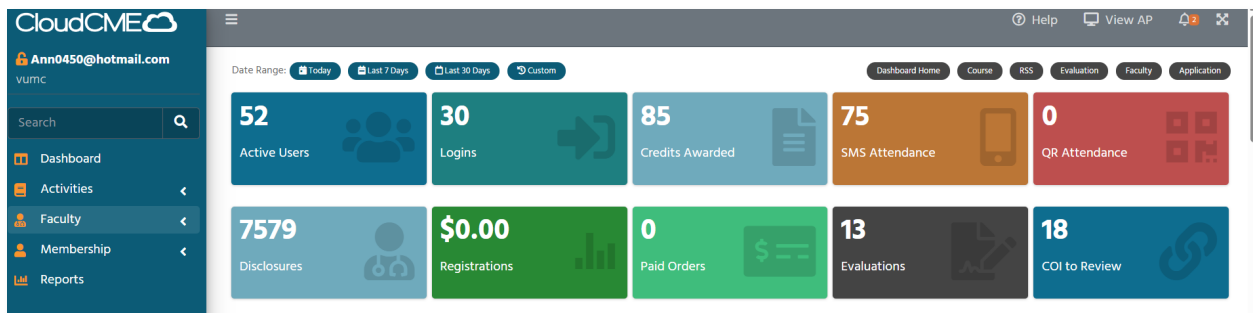 CloudCME
Help View AP 2
Ann0450@hotmail.com
vumc
Search
Dashboard
Activities
Faculty
Membership
Reports
Date Range: Today Last 7 Days Last 30 Days Custom
Dashboard Home Course RSS Evaluation Faculty Application
52
Active Users
30
Logins
85
Credits Awarded
75
SMS Attendance
0
QR Attendance
7579
Disclosures
$0.00
Registrations
0
Paid Orders
13
Evaluations
18
COI to Review